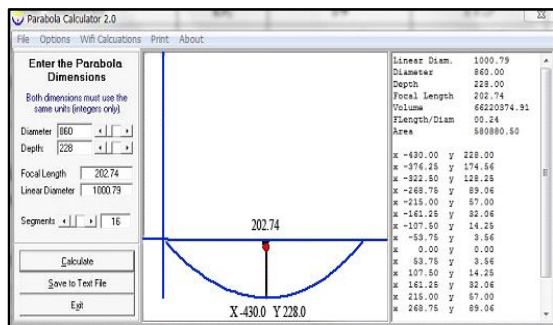 Parabola Calculator 2.0
File Options Wifi Calcuations Print About
Enter the Parabola
Dimensions
Both dimensions must use the
same units (integers only).
Diameter 860
Depth: 228
Focal Length 202.74
Linear Diameter 1000.79
Segments 16
Calculate
Save to Text File
Exit
202.74
X -430.0 Y 228.0
Linear Diam. 1000.79
Diameter 860.00
Depth 228.00
Focal Length 202.74
Volume 66220874.91
FLength/Diam 00.24
Area 580880.50
x -430.00 y 228.00
x -376.25 y 174.56
x -322.50 y 128.25
x -268.75 y 89.06
x -215.00 y 57.00
x -161.25 y 32.06
x -107.50 y 14.25
x -53.75 y 3.56
x 0.00 y 0.00
x 53.75 y 3.56
x 107.50 y 14.25
x 161.25 y 32.06
x 215.00 y 57.00
x 268.75 y 89.06